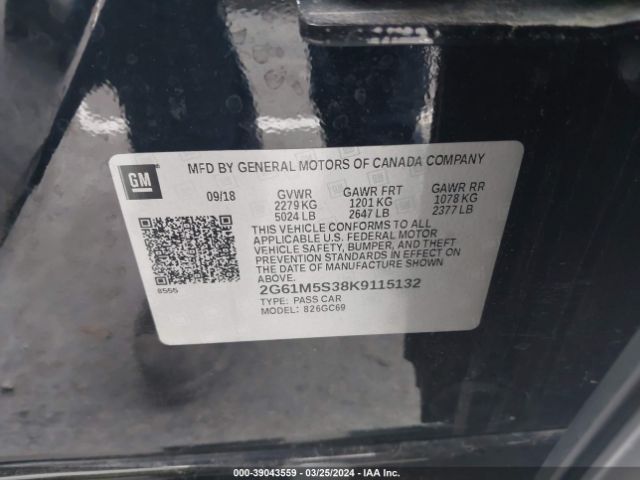 GM
MFD BY GENERAL MOTORS OF CANADA COMPANY
09/18 GVWR GAWR FRT GAWR RR
2279 KG 1201 KG 1078 KG
5024 LB 2647 LB 2377 LB
THIS VEHICLE CONFORMS TO ALL
APPLICABLE U.S. FEDERAL MOTOR
VEHICLE SAFETY, BUMPER, AND THEFT
PREVENTION STANDARDS IN EFFECT ON
THE DATE OF MANUFACTURE SHOWN
ABOVE.
8555
2G61M5S38K9115132
TYPE: PASS CAR
MODEL: 826GC69
000-39043559 - 03/25/2024 - IAA Inc.